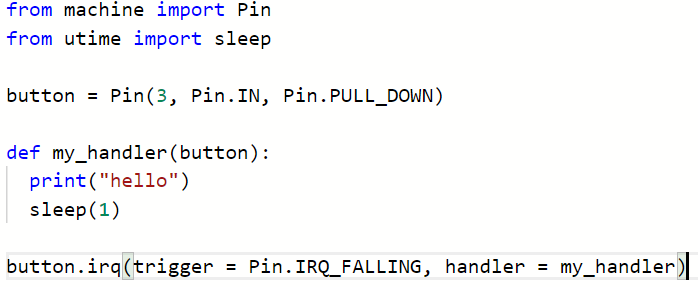 from machine import Pin
from utime import sleep
button = Pin(3, Pin.IN, Pin.PULL_DOWN)
def my_handler(button):
print("hello")
sleep(1)
button.irq(trigger = Pin.IRQ_FALLING, handler = my_handler)